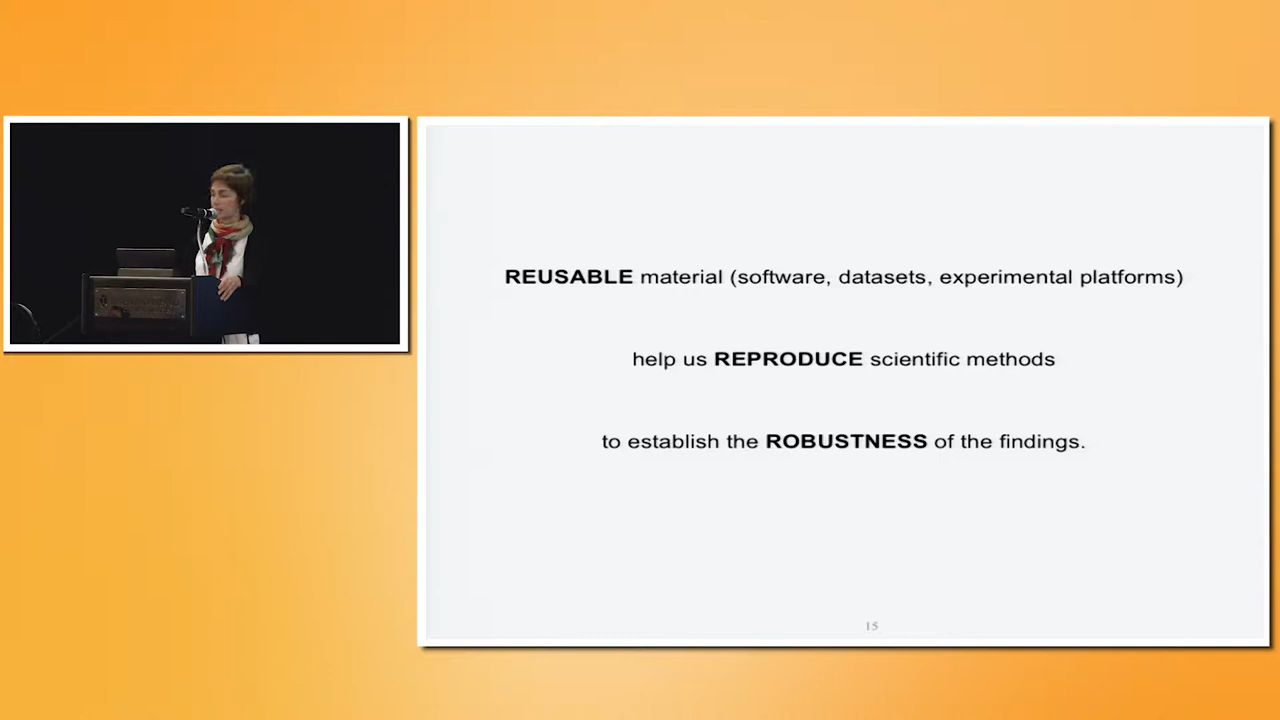 REUSABLE material (software, datasets, experimental platforms)
help us REPRODUCE scientific methods
to establish the ROBUSTNESS of the findings.
15